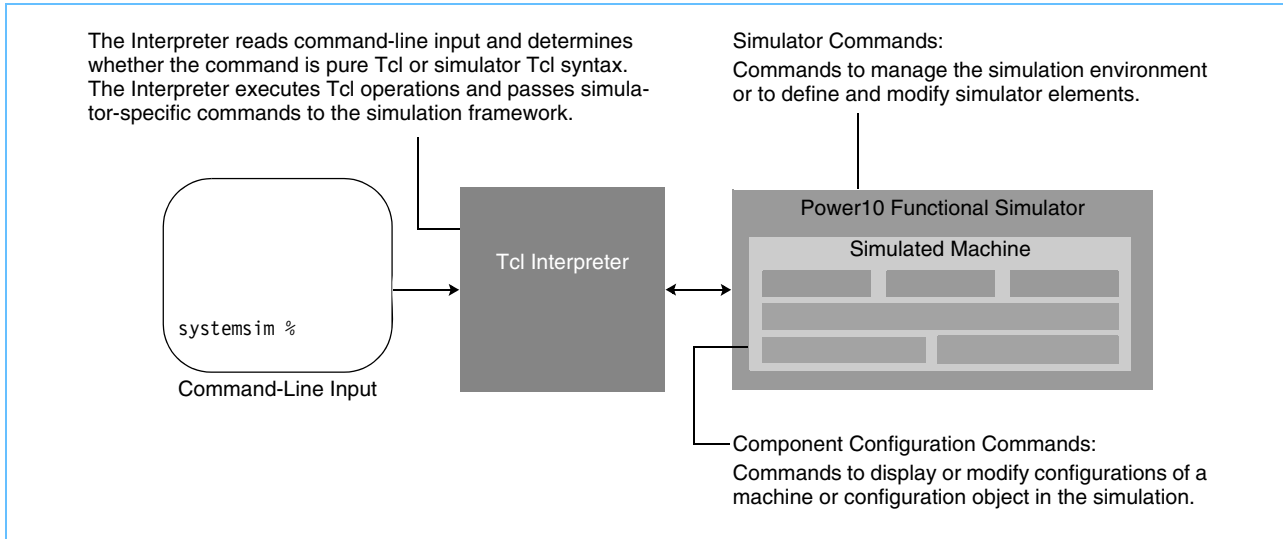 The Interpreter reads command-line input and determines
whether the command is pure Tcl or simulator Tcl syntax.
The Interpreter executes Tcl operations and passes simula-
tor-specific commands to the simulation framework.
Simulator Commands:
Commands to manage the simulation environment
or to define and modify simulator elements.
systemsim %
Command-Line Input
Tcl Interpreter
Power10 Functional Simulator
Simulated Machine
Component Configuration Commands:
Commands to display or modify configurations of a
machine or configuration object in the simulation.